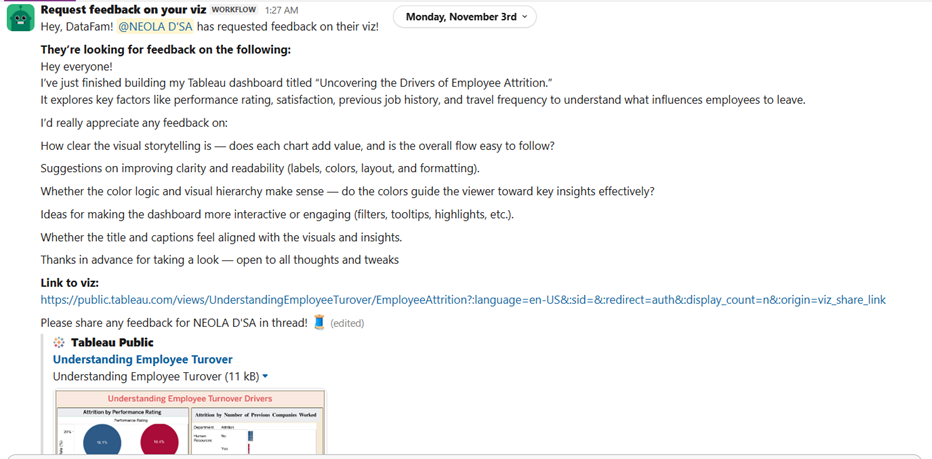 Request feedback on your viz WORKFLOW 1:27 AM
Monday, November 3rd
Hey, DataFam! @NEOLA D'SA has requested feedback on their viz!
They're looking for feedback on the following:
Hey everyone!
I've just finished building my Tableau dashboard titled “Uncovering the Drivers of Employee Attrition.”
It explores key factors like performance rating, satisfaction, previous job history, and travel frequency to understand what influences employees to leave.
I'd really appreciate any feedback on:
How clear the visual storytelling is — does each chart add value, and is the overall flow easy to follow?
Suggestions on improving clarity and readability (labels, colors, layout, and formatting).
Whether the color logic and visual hierarchy make sense — do the colors guide the viewer toward key insights effectively?
Ideas for making the dashboard more interactive or engaging (filters, tooltips, highlights, etc.).
Whether the title and captions feel aligned with the visuals and insights.
Thanks in advance for taking a look — open to all thoughts and tweaks
Link to viz:
https://public.tableau.com/views/UnderstandingEmployeeTurover/EmployeeAttrition?:language=en-US&:sid=&:redirect=auth&:display_count=n&:origin=viz_share_link
Please share any feedback for NEOLA D'SA in thread! 🧵 (edited)
Tableau Public
Understanding Employee Turover
Understanding Employee Turover (11 kB)
Understanding Employee Turnover Drivers
Attrition by Performance Rating
Attrition by Number of Previous Companies Worked
Performance Rating
Department Attrition
Human Resources No
Yes
20%